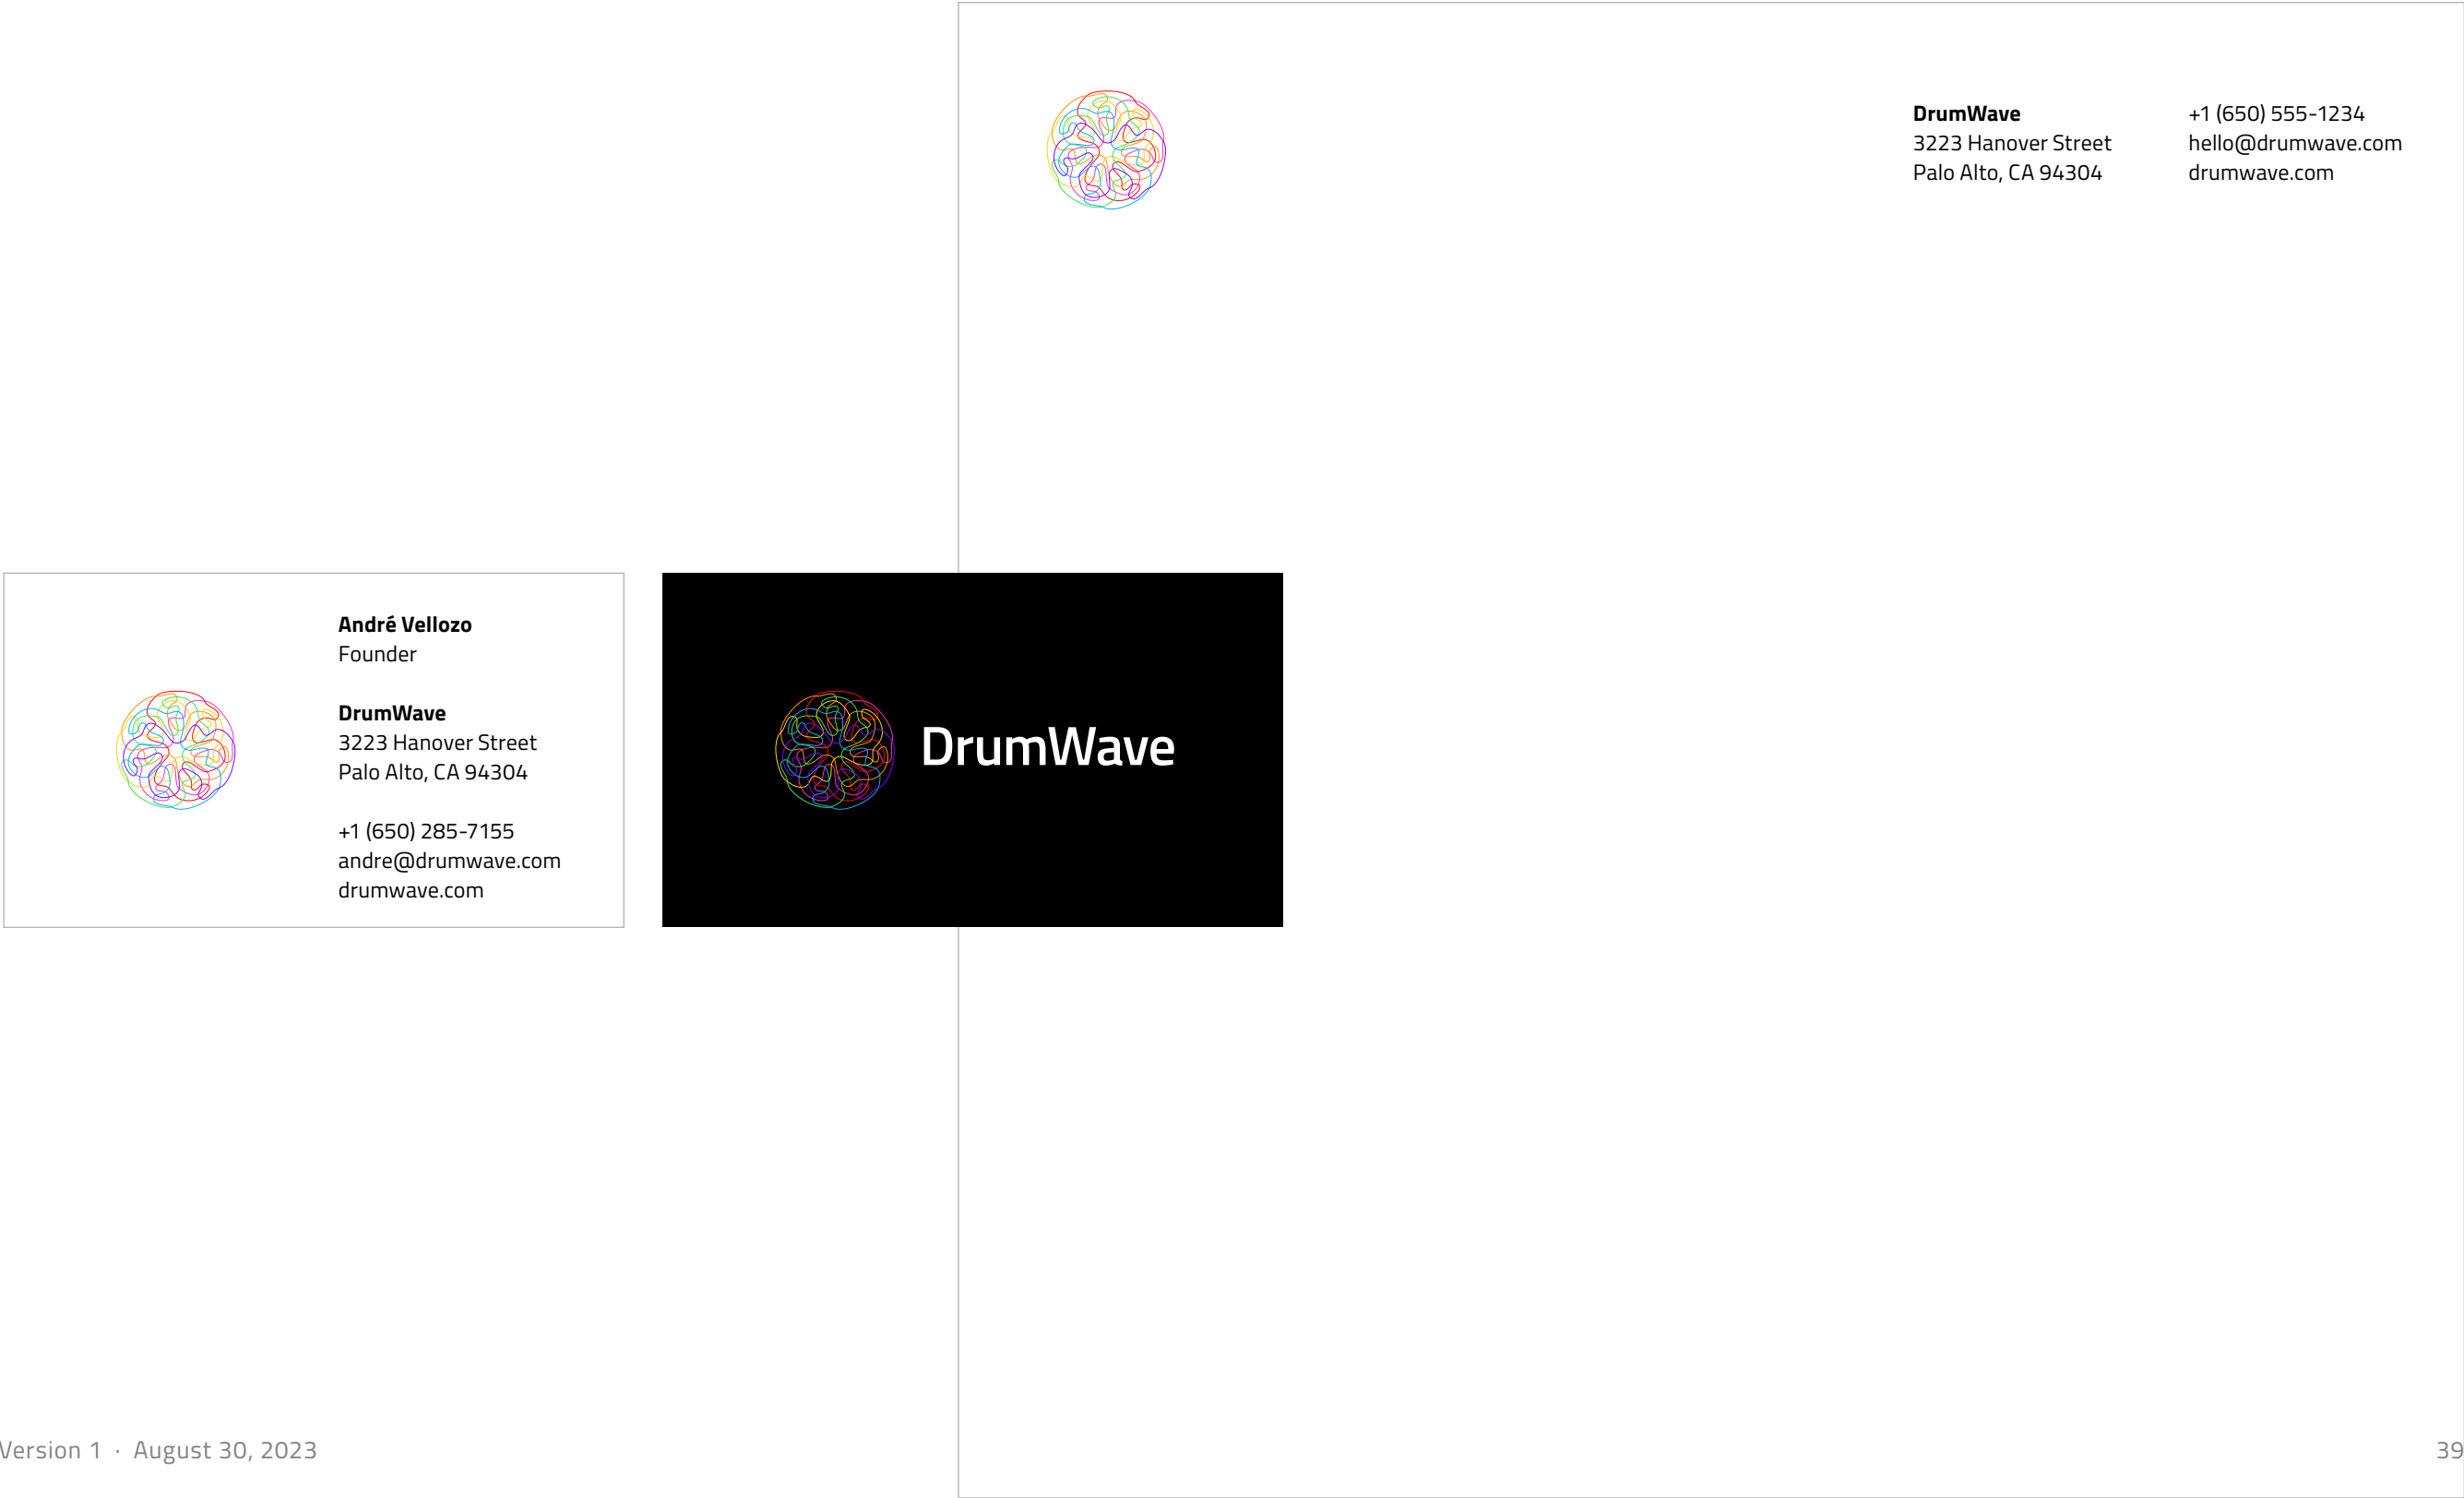 DrumWave
3223 Hanover Street
Palo Alto, CA 94304
+1 (650) 555-1234
hello@drumwave.com
drumwave.com
André Vellozo
Founder
DrumWave
3223 Hanover Street
Palo Alto, CA 94304
+1 (650) 285-7155
andre@drumwave.com
drumwave.com
DrumWave
Version 1 · August 30, 2023
39